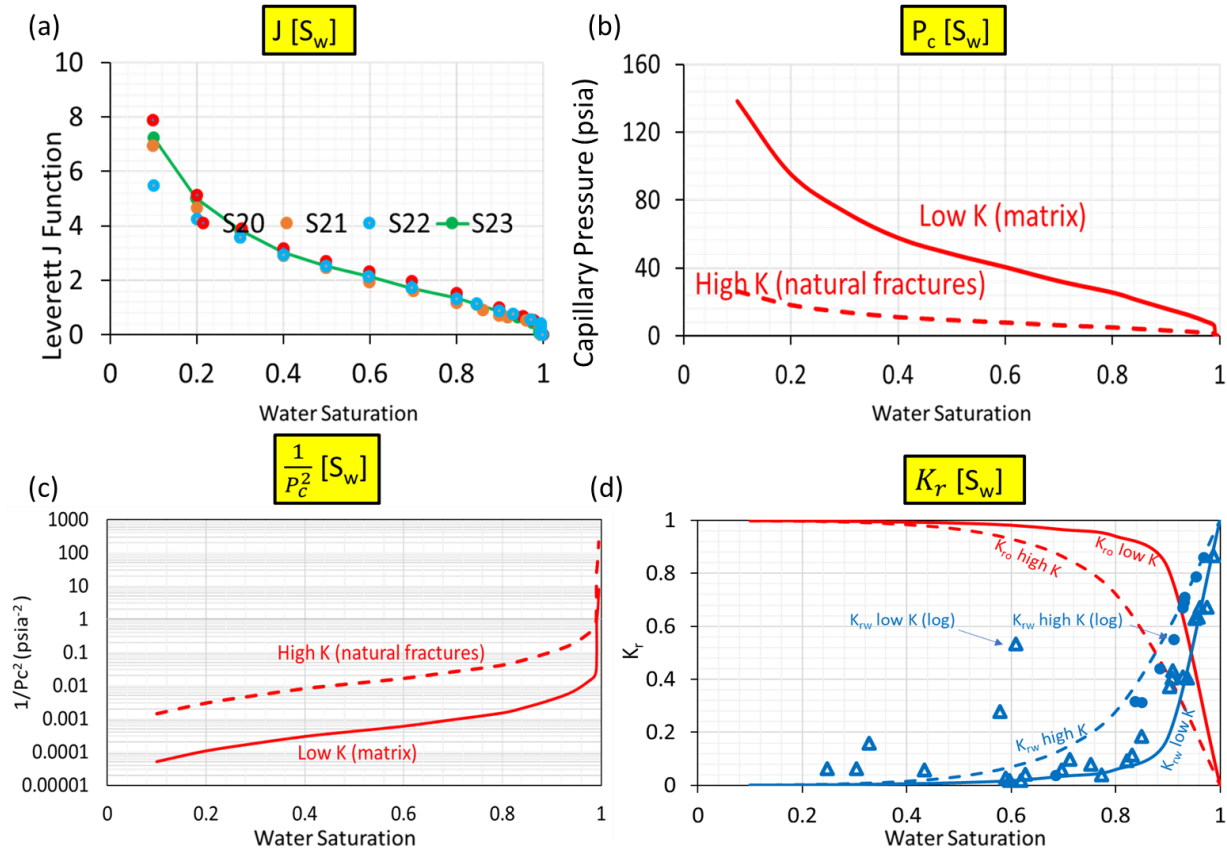 (a)
J [Sw]
10
8
6
4
2
0
Leverett J Function
S20
S21
S22
S23
0
0.2
0.4
0.6
0.8
1
Water Saturation
(b)
Pc [Sw]
160
120
80
40
0
Capillary Pressure (psia)
Low K (matrix)
High K (natural fractures)
0
0.2
0.4
0.6
0.8
1
Water Saturation
(c)
1/Pc² [Sw]
1000
100
10
1
0.1
0.01
0.001
0.0001
0.00001
1/Pc² (psia⁻²)
High K (natural fractures)
Low K (matrix)
0
0.2
0.4
0.6
0.8
1
Water Saturation
(d)
Kr [Sw]
1
0.8
0.6
0.4
0.2
0
Kr
Kro low K
Kro high K
Krw low K (log)
Krw high K (log)
Krw high K
Krw low K
0
0.2
0.4
0.6
0.8
1
Water Saturation